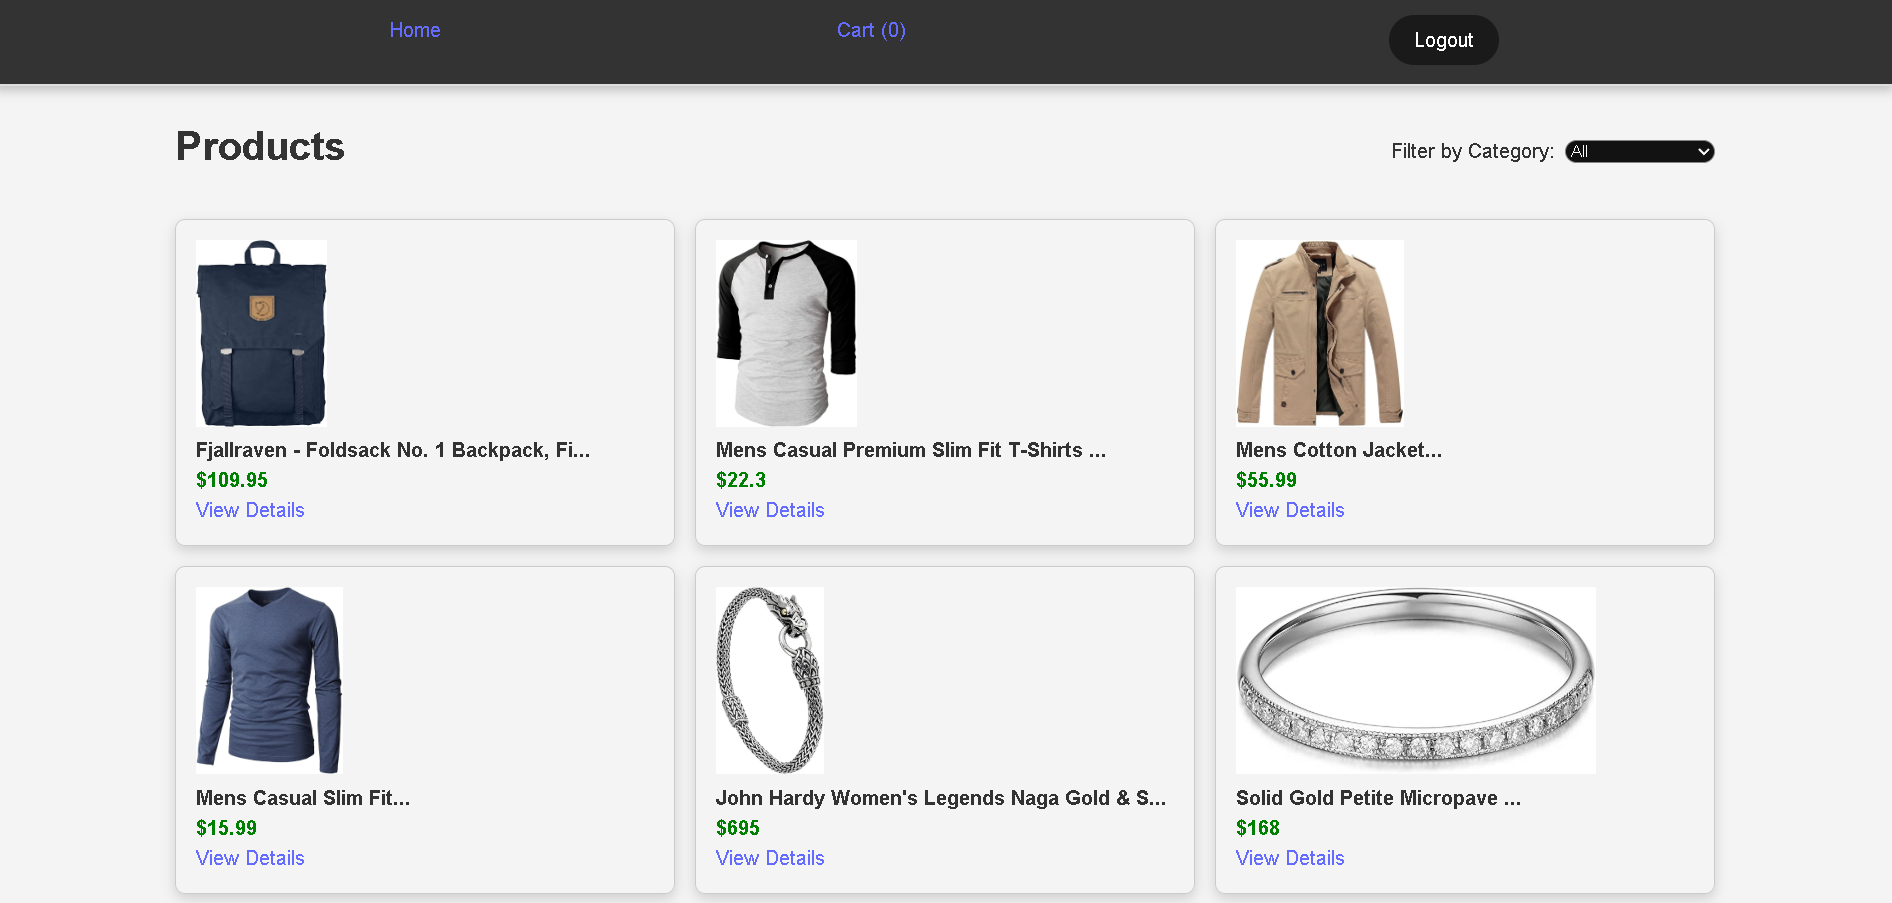 Home
Cart (0)
Logout
Products
Filter by Category:
All
Fjallraven - Foldsack No. 1 Backpack, Fi...
$109.95
View Details
Mens Casual Premium Slim Fit T-Shirts ...
$22.3
View Details
Mens Cotton Jacket...
$55.99
View Details
Mens Casual Slim Fit...
$15.99
View Details
John Hardy Women's Legends Naga Gold & S...
$695
View Details
Solid Gold Petite Micropave ...
$168
View Details